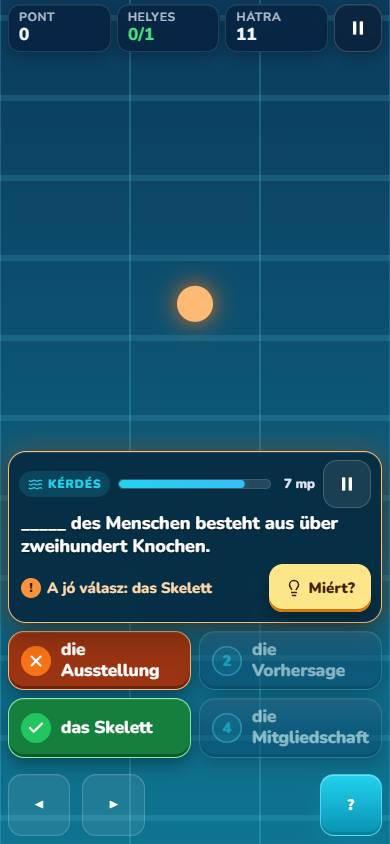 PONT
0
HELYES
0/1
HÁTRA
11
KÉRDÉS
7 mp
_____ des Menschen besteht aus über
zweihundert Knochen.
! A jó válasz: das Skelett
Miért?
die
Ausstellung
2
die
Vorhersage
das Skelett
4
die
Mitgliedschaft
?